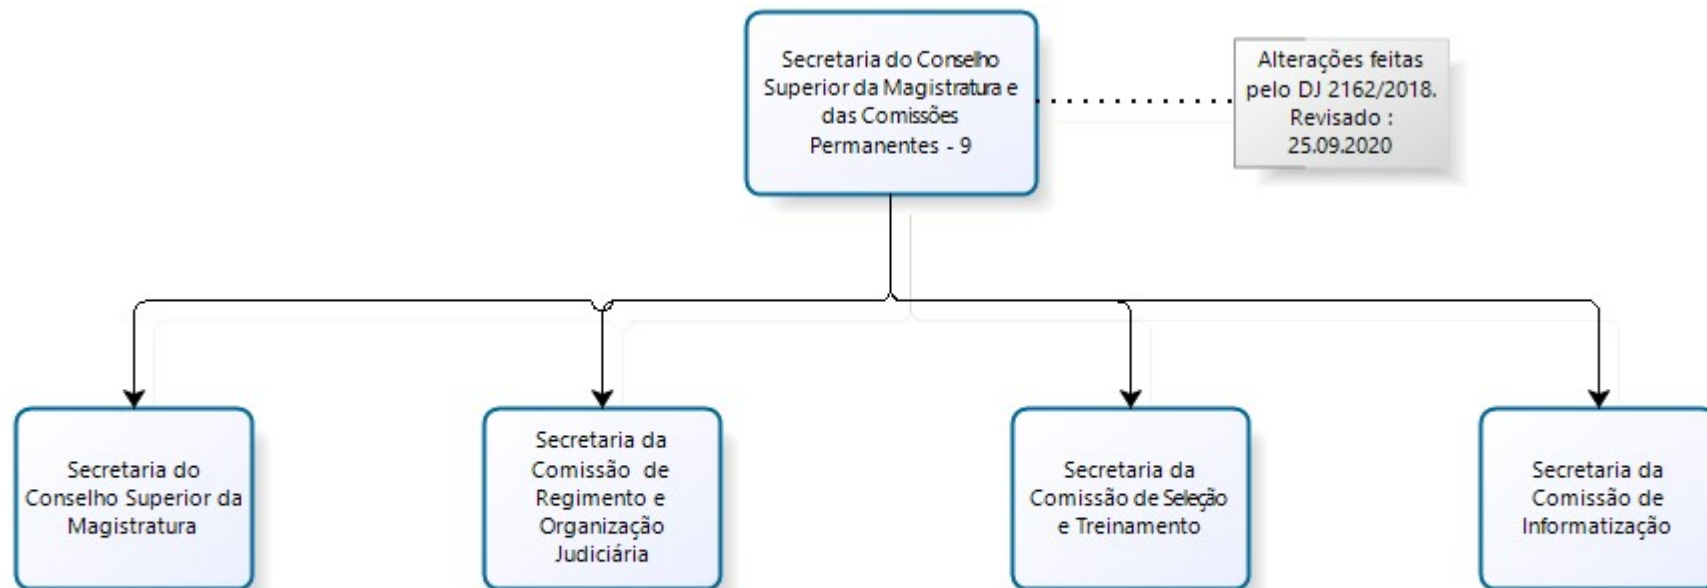 Secretaria do Conselho
Superior da Magistratura e
das Comissões
Permanentes - 9
Alterações feitas
pelo DJ 2162/2018.
Revisado :
25.09.2020
Secretaria do
Conselho Superior da
Magistratura
Secretaria da
Comissão de
Regimento e
Organização
Judiciária
Secretaria da
Comissão de Seleção
e Treinamento
Secretaria da
Comissão de
Informatização